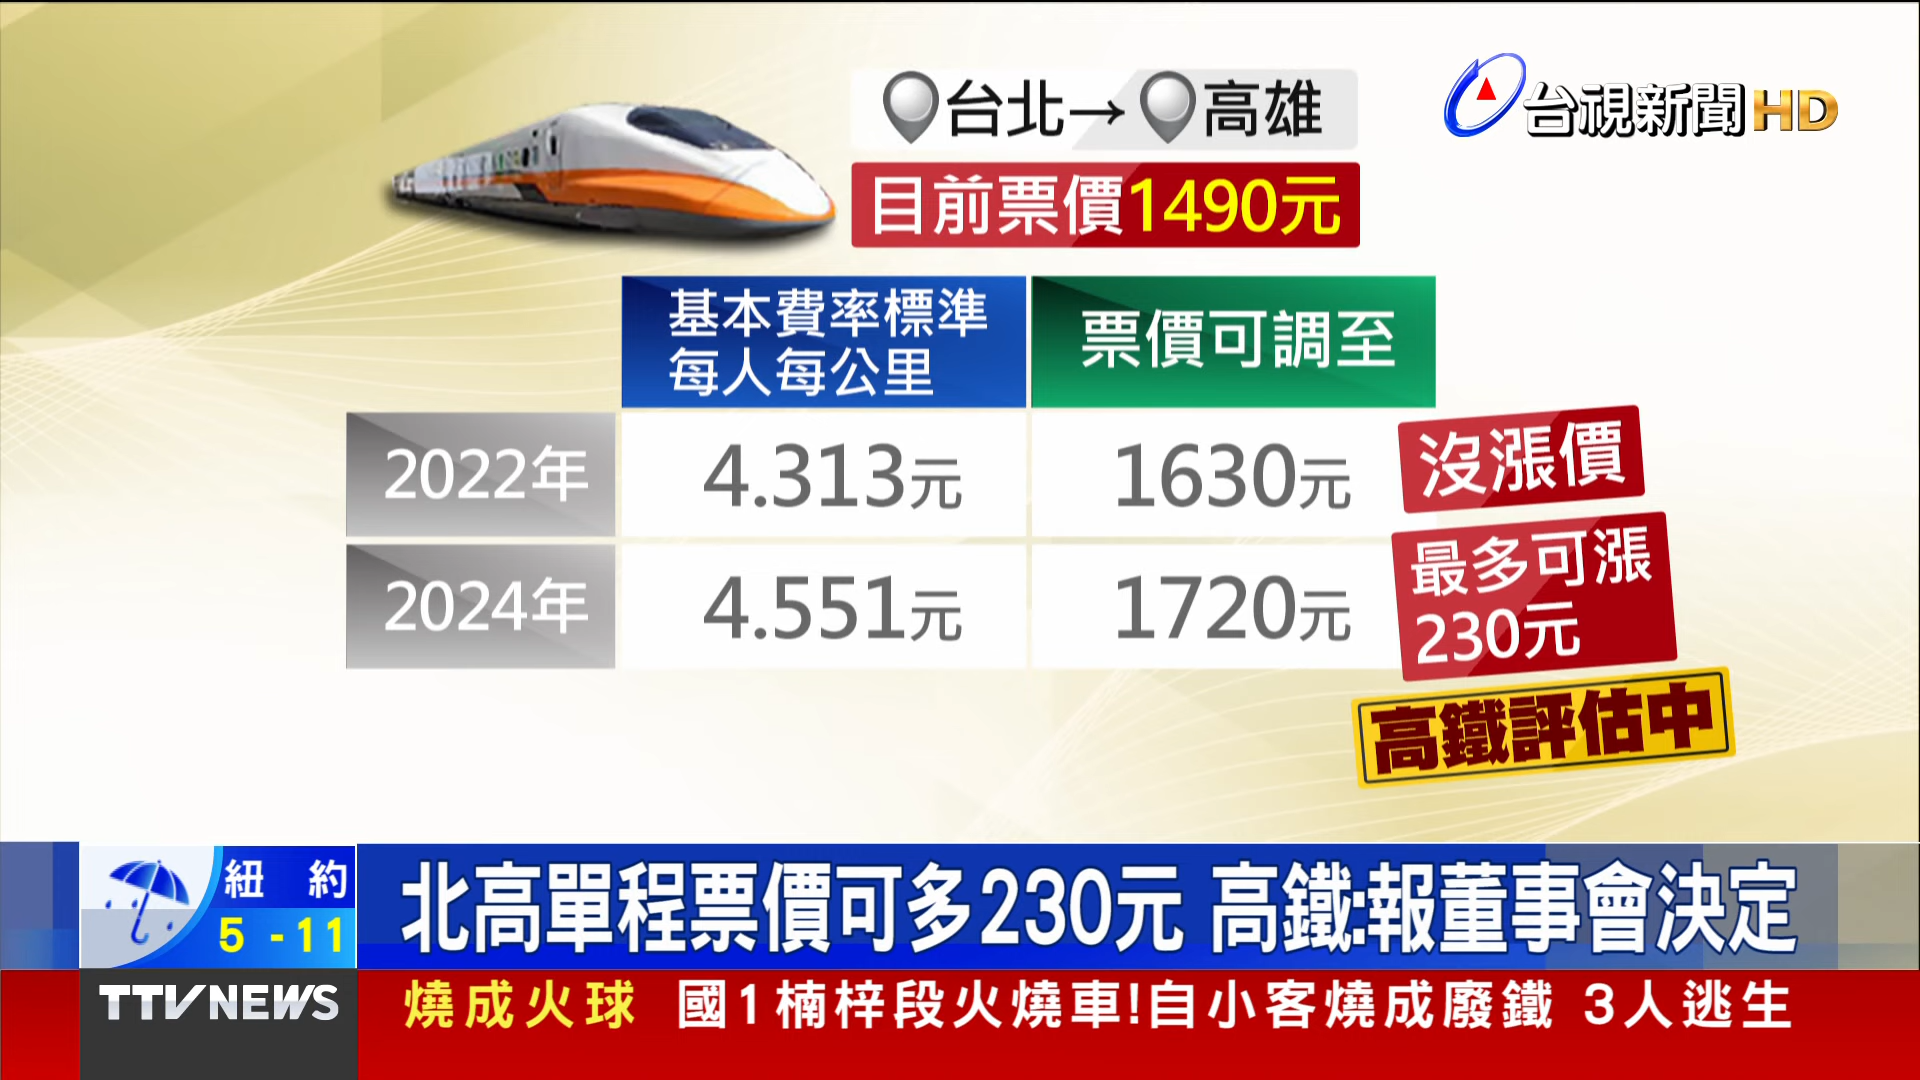 台北→高雄
台視新聞HD
目前票價1490元
基本費率標準
每人每公里
票價可調至
2022年 4.313元 1630元 沒漲價
2024年 4.551元 1720元 最多可漲
230元
高鐵評估中
紐約
5 - 11
北高單程票價可多230元 高鐵:報董事會決定
TTV NEWS
燒成火球 國1楠梓段火燒車!自小客燒成廢鐵 3人逃生